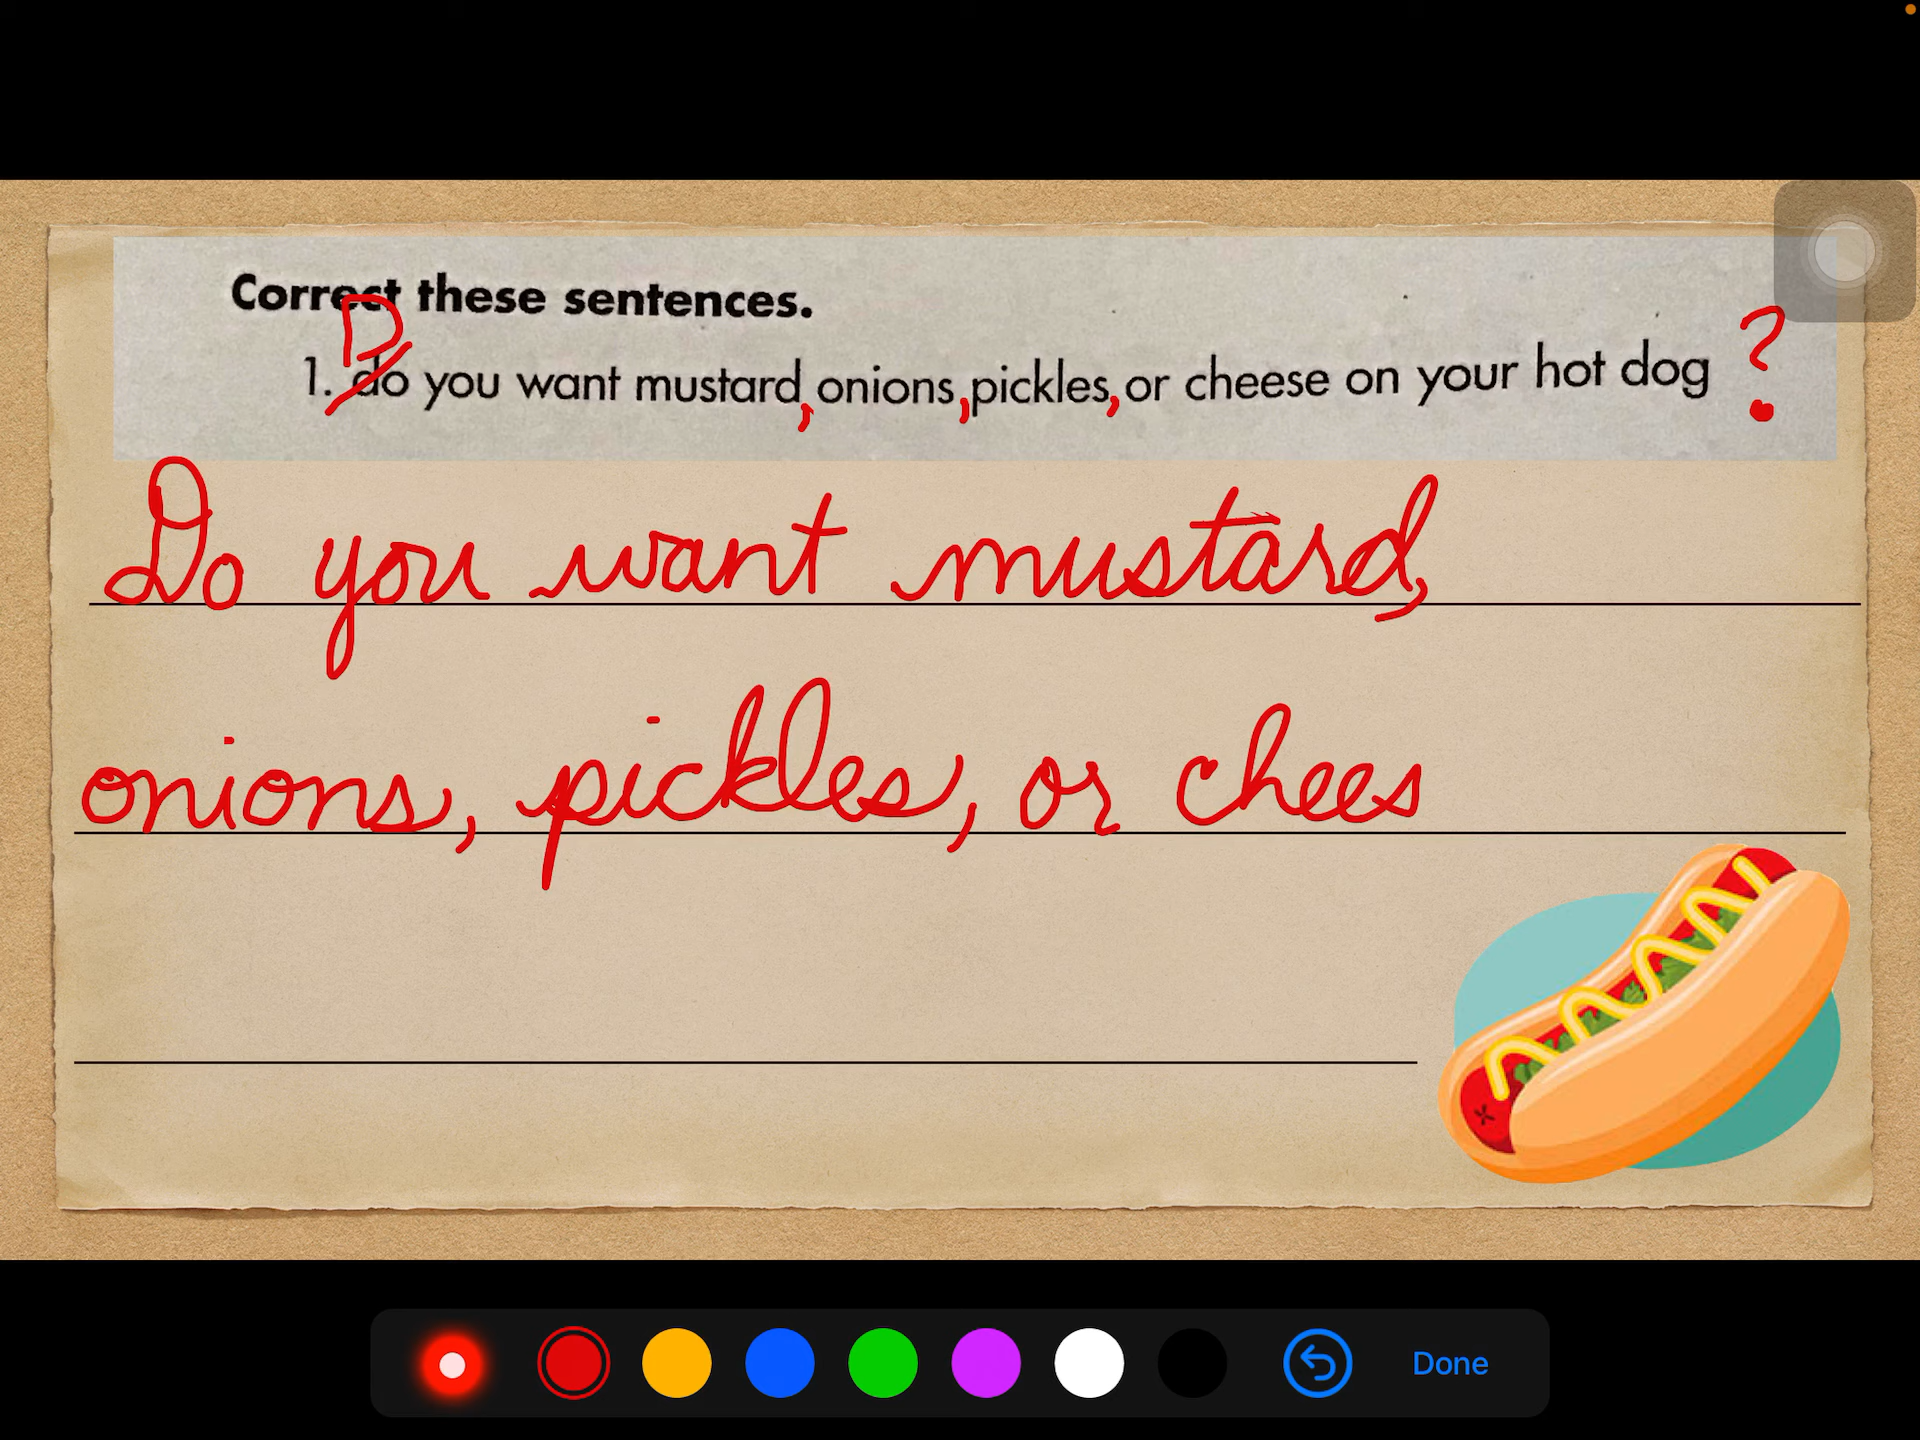 Correct these sentences.
D
1. do you want mustard, onions, pickles, or cheese on your hot dog ?
Do you want mustard,
onions, pickles, or chees
Done